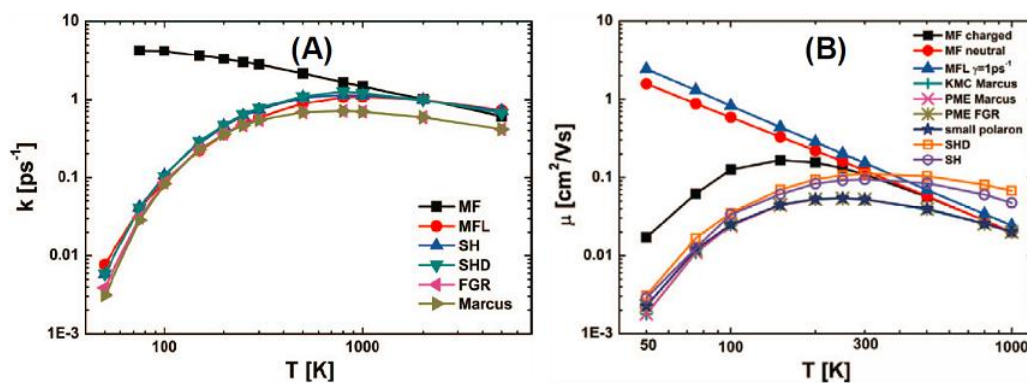 (A)
10
1
0.1
0.01
1E-3
k [ps⁻¹]
100
1000
T [K]
MF
MFL
SH
SHD
FGR
Marcus
(B)
10
1
0.1
0.01
1E-3
μ [cm²/Vs]
50
100
300
1000
T [K]
MF charged
MF neutral
MFL γ=1ps⁻¹
KMC Marcus
PME Marcus
PME FGR
small polaron
SHD
SH